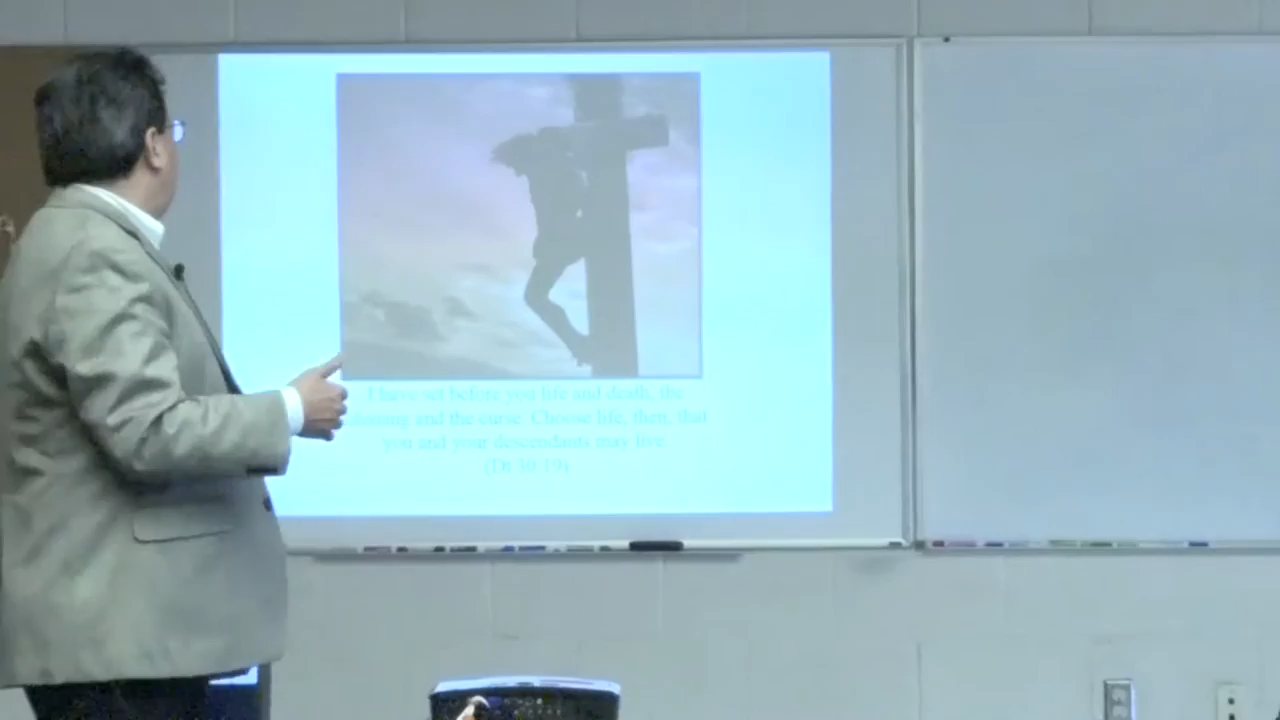 I have set before you life and death, the
blessing and the curse. Choose life, then, that
you and your descendants may live.
(Dt 30:19)